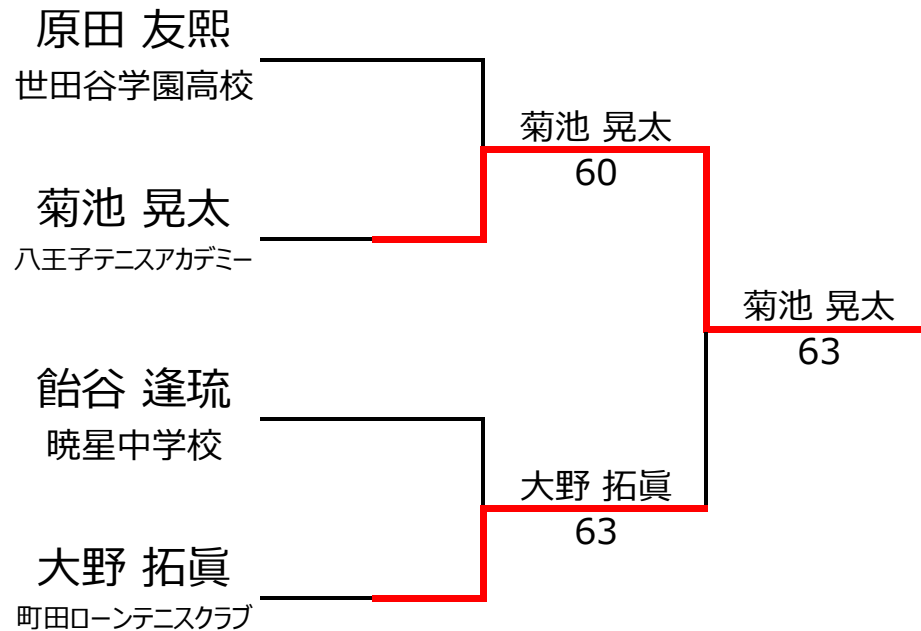 原田 友熙
世田谷学園高校
菊池 晃太
八王子テニスアカデミー
飴谷 逢琉
暁星中学校
大野 拓眞
町田ローンテニスクラブ
菊池 晃太
60
大野 拓眞
63
菊池 晃太
63